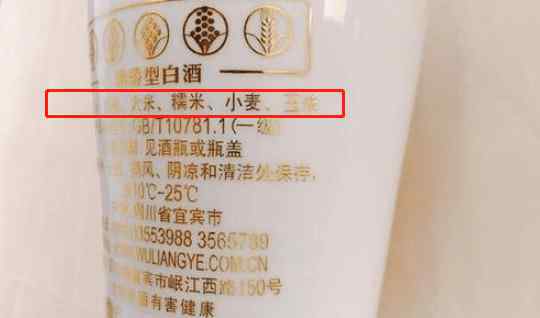 香型白酒
、大米、糯米、小麦、玉米
GB/T10781.1(一级)
见酒瓶或瓶盖
通风、阴凉和清洁处保存,
10℃-25℃
四川省宜宾市
3553988 3565789
WULIANGYE.COM.CN
宾市岷江西路150号
酒有害健康